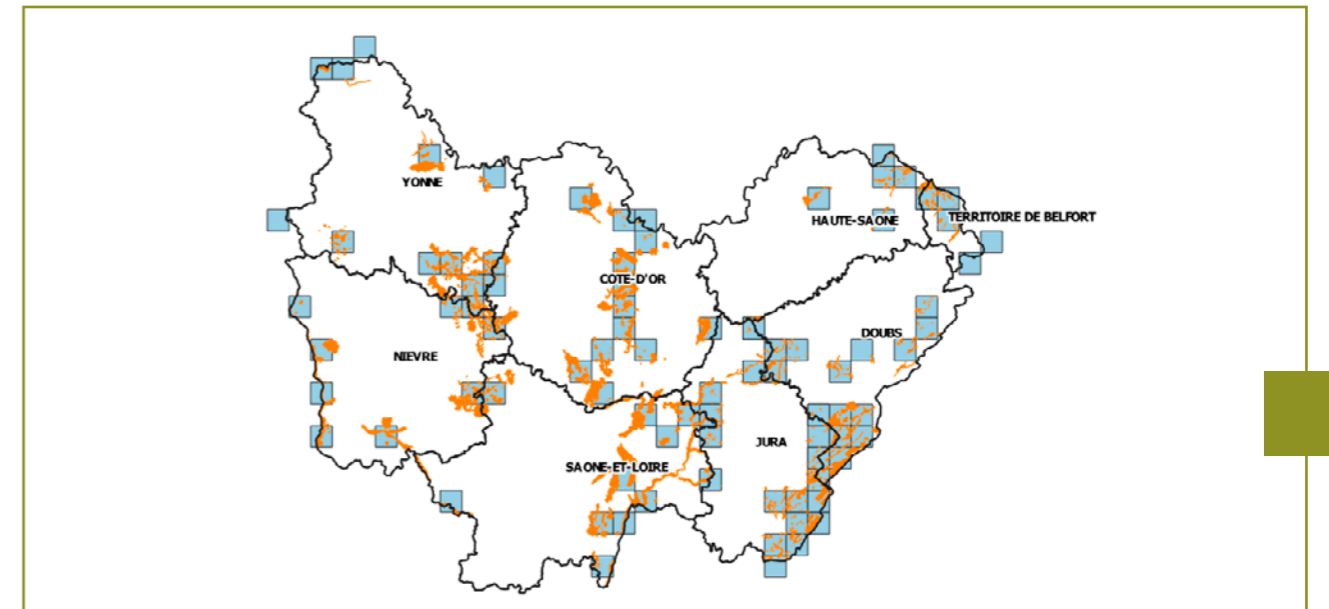 YONNE
HAUTE-SAONE
TERRITOIRE DE BELFORT
COTE-D'OR
DOUBS
NIEVRE
JURA
SAONE-ET-LOIRE